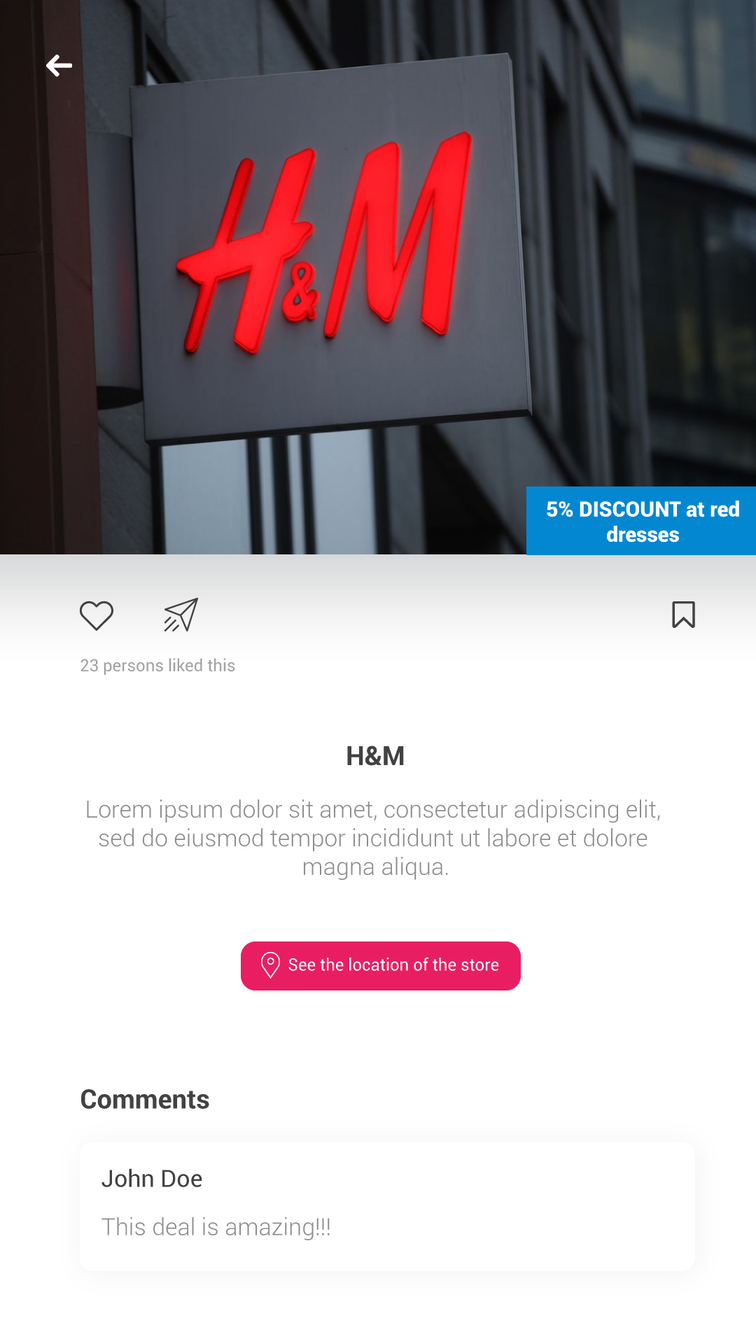 H&M
5% DISCOUNT at red
dresses
23 persons liked this
H&M
Lorem ipsum dolor sit amet, consectetur adipiscing elit,
sed do eiusmod tempor incididunt ut labore et dolore
magna aliqua.
See the location of the store
Comments
John Doe
This deal is amazing!!!